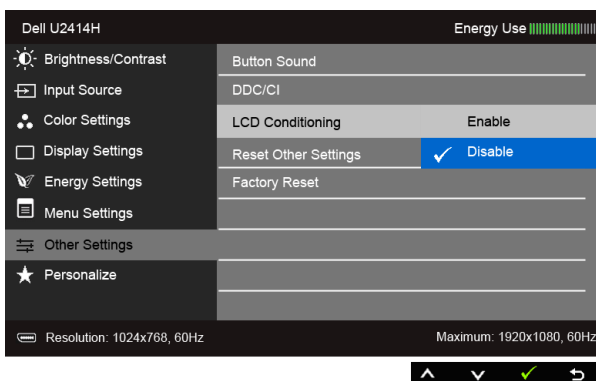 Dell U2414H Energy Use
Brightness/Contrast Button Sound
Input Source DDC/CI
Color Settings LCD Conditioning Enable
Display Settings Reset Other Settings Disable
Energy Settings Factory Reset
Menu Settings
Other Settings
Personalize
Resolution: 1024x768, 60Hz Maximum: 1920x1080, 60Hz